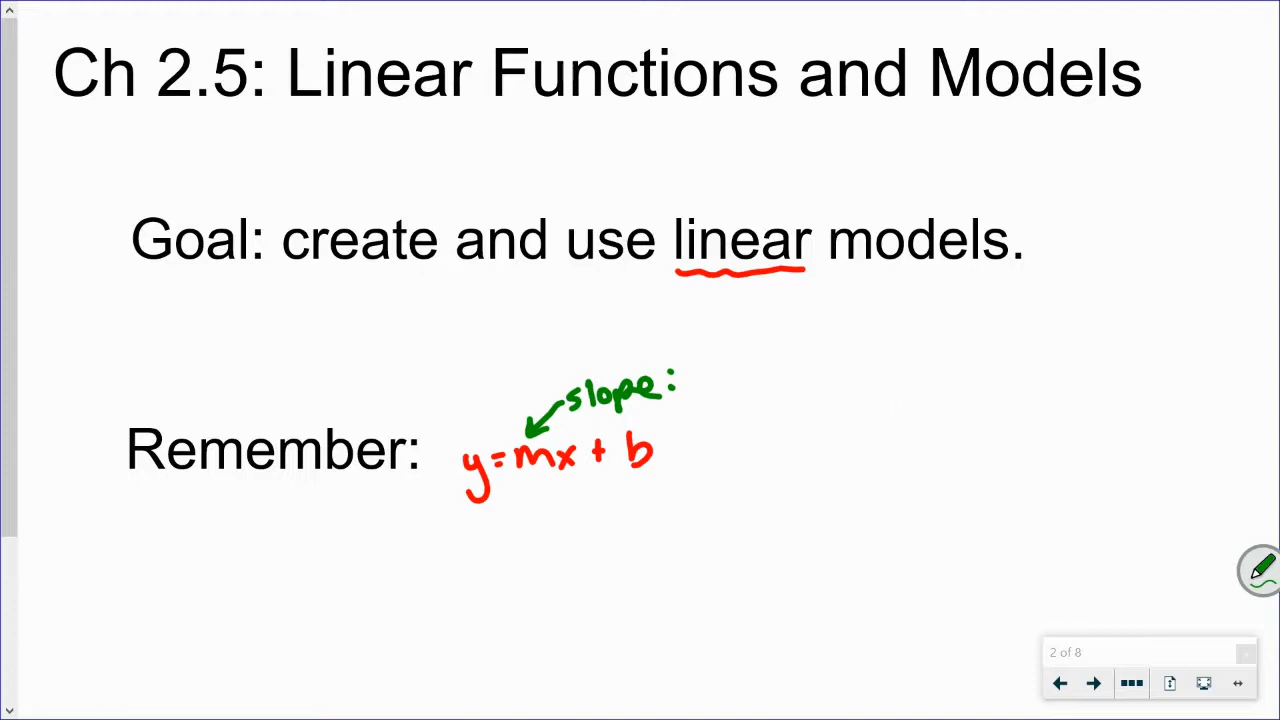 Ch 2.5: Linear Functions and Models
Goal: create and use linear models.
slope:
Remember: y=mx+b
2 of 8